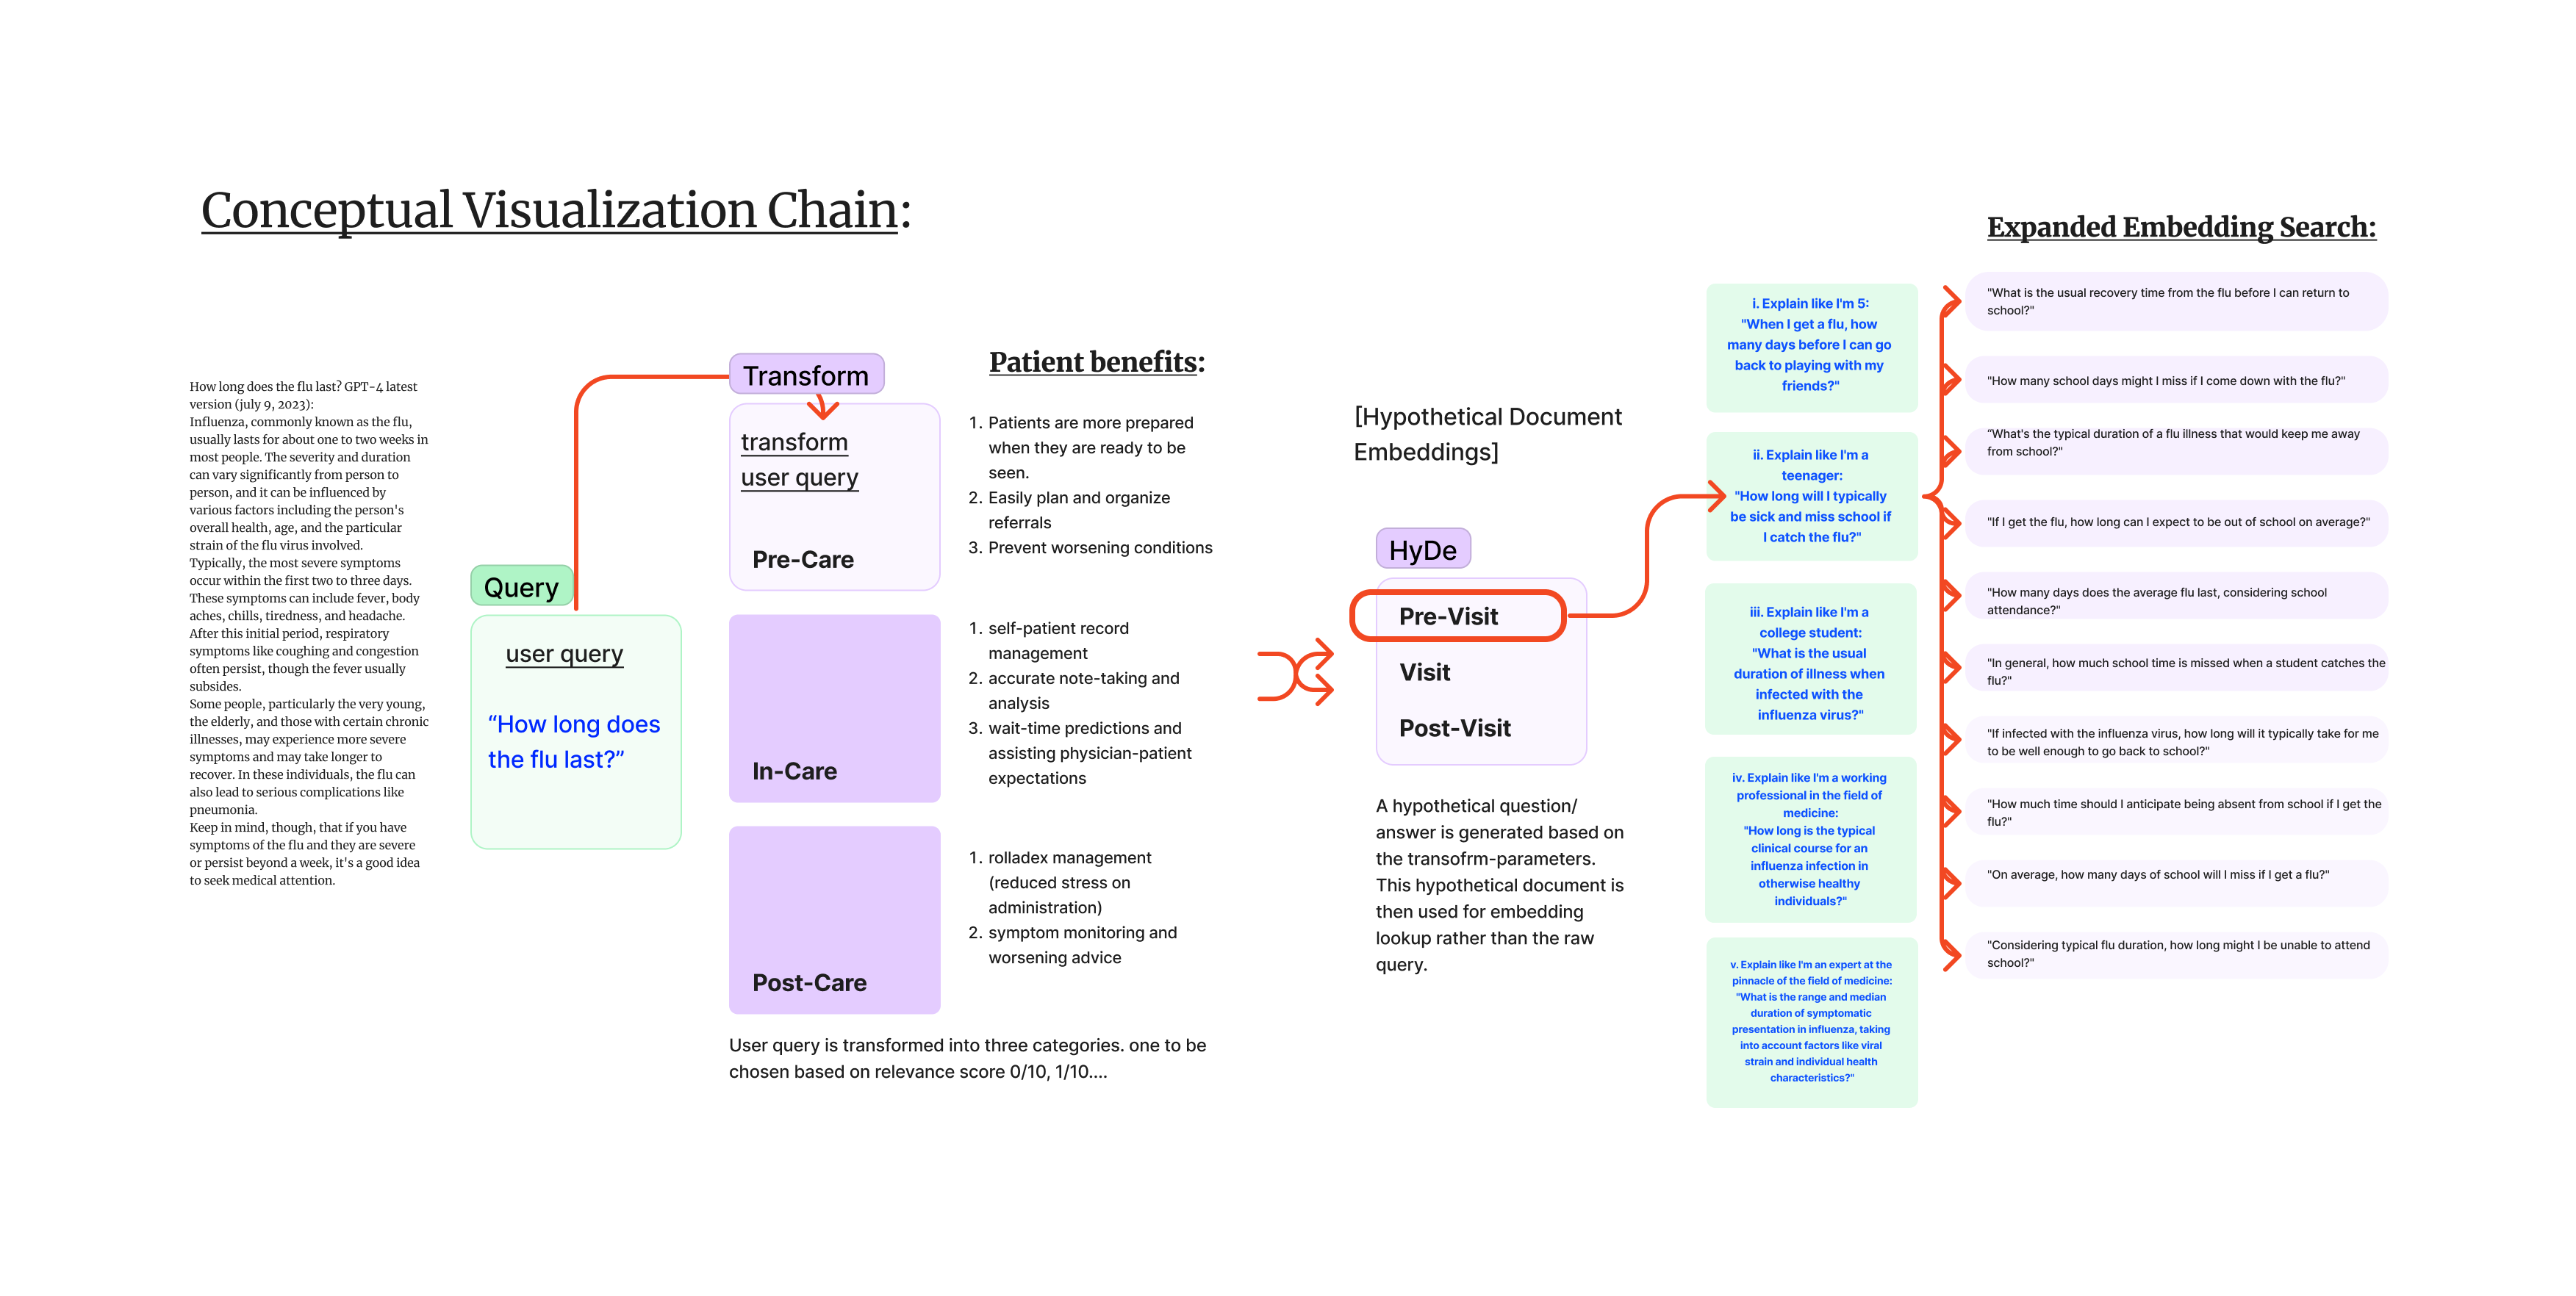 Conceptual Visualization Chain:
How long does the flu last? GPT-4 latest
version (july 9, 2023):
Influenza, commonly known as the flu,
usually lasts for about one to two weeks in
most people. The severity and duration
can vary significantly from person to
person, and it can be influenced by
various factors including the person's
overall health, age, and the particular
strain of the flu virus involved.
Typically, the most severe symptoms
occur within the first two to three days.
These symptoms can include fever, body
aches, chills, tiredness, and headache.
After this initial period, respiratory
symptoms like coughing and congestion
often persist, though the fever usually
subsides.
Some people, particularly the very young,
the elderly, and those with certain chronic
illnesses, may experience more severe
symptoms and may take longer to
recover. In these individuals, the flu can
also lead to serious complications like
pneumonia.
Keep in mind, though, that if you have
symptoms of the flu and they are severe
or persist beyond a week, it's a good idea
to seek medical attention.
Query
user query
“How long does
the flu last?”
Transform
transform
user query
Pre-Care
In-Care
Post-Care
User query is transformed into three categories. one to be
chosen based on relevance score 0/10, 1/10....
Patient benefits:
1. Patients are more prepared
when they are ready to be
seen.
2. Easily plan and organize
referrals
3. Prevent worsening conditions
1. self-patient record
management
2. accurate note-taking and
analysis
3. wait-time predictions and
assisting physician-patient
expectations
1. rolladex management
(reduced stress on
administration)
2. symptom monitoring and
worsening advice
[Hypothetical Document
Embeddings]
HyDe
Pre-Visit
Visit
Post-Visit
A hypothetical question/
answer is generated based on
the transofrm-parameters.
This hypothetical document is
then used for embedding
lookup rather than the raw
query.
i. Explain like I'm 5:
"When I get a flu, how
many days before I can go
back to playing with my
friends?"
ii. Explain like I'm a
teenager:
"How long will I typically
be sick and miss school if
I catch the flu?"
iii. Explain like I'm a
college student:
"What is the usual
duration of illness when
infected with the
influenza virus?"
iv. Explain like I'm a working
professional in the field of
medicine:
"How long is the typical
clinical course for an
influenza infection in
otherwise healthy
individuals?"
v. Explain like I'm an expert at the
pinnacle of the field of medicine:
"What is the range and median
duration of symptomatic
presentation in influenza, taking
into account factors like viral
strain and individual health
characteristics?"
Expanded Embedding Search:
"What is the usual recovery time from the flu before I can return to
school?"
"How many school days might I miss if I come down with the flu?"
"What's the typical duration of a flu illness that would keep me away
from school?"
"If I get the flu, how long can I expect to be out of school on average?"
"How many days does the average flu last, considering school
attendance?"
"In general, how much school time is missed when a student catches the
flu?"
"If infected with the influenza virus, how long will it typically take for me
to be well enough to go back to school?"
"How much time should I anticipate being absent from school if I get the
flu?"
"On average, how many days of school will I miss if I get a flu?"
"Considering typical flu duration, how long might I be unable to attend
school?"